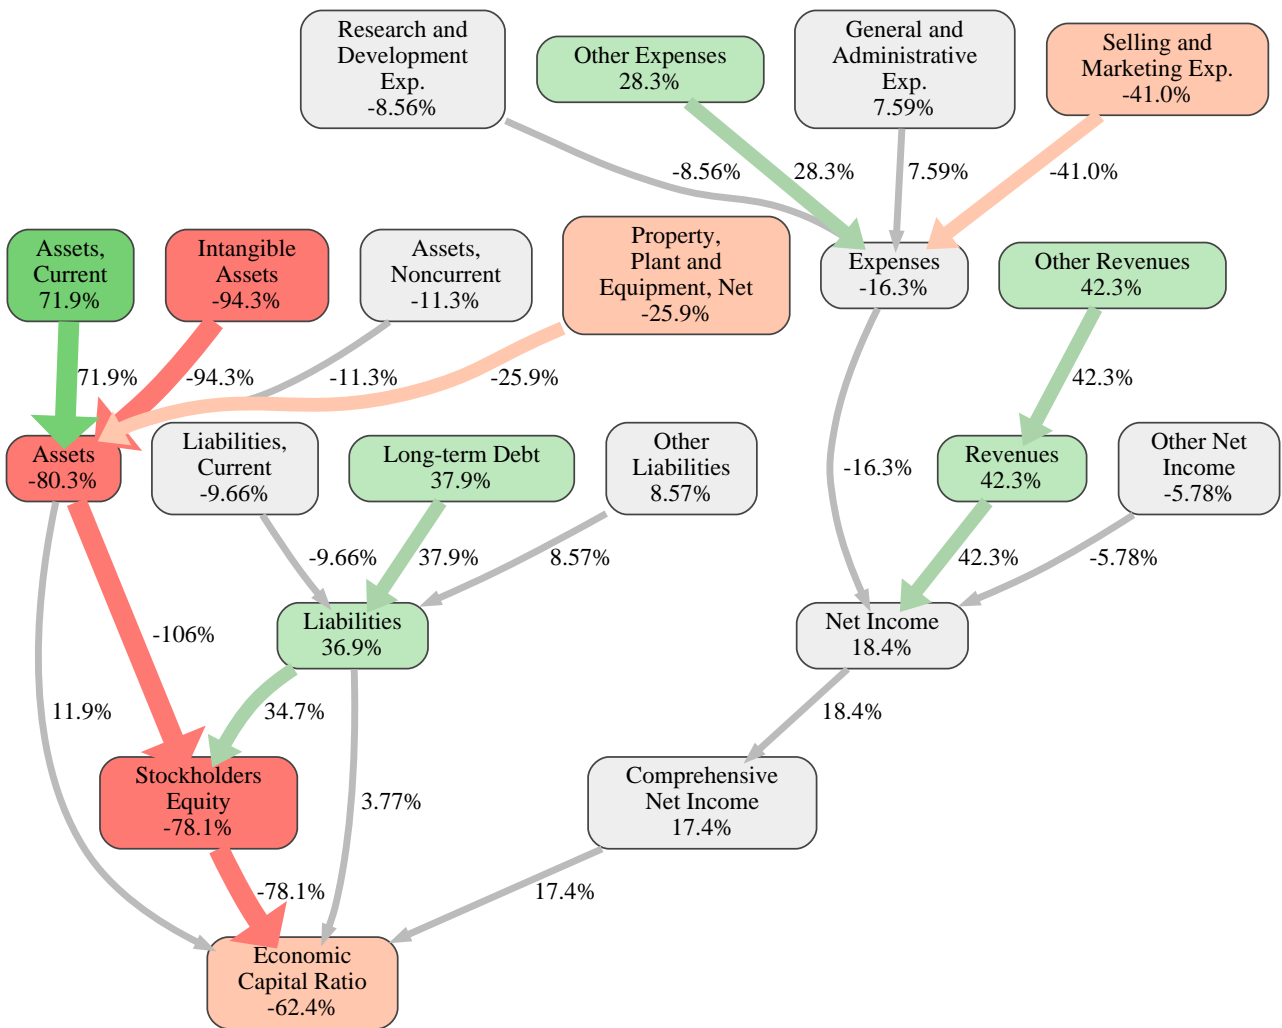 Research and
Development
Exp.
-8.56%
Other Expenses
28.3%
General and
Administrative
Exp.
7.59%
Selling and
Marketing Exp.
-41.0%
-8.56%
28.3%
7.59%
-41.0%
Assets,
Current
71.9%
Intangible
Assets
-94.3%
Assets,
Noncurrent
-11.3%
Property,
Plant and
Equipment, Net
-25.9%
Expenses
-16.3%
Other Revenues
42.3%
71.9%
-94.3%
-11.3%
-25.9%
42.3%
Assets
-80.3%
Liabilities,
Current
-9.66%
Long-term Debt
37.9%
Other
Liabilities
8.57%
-16.3%
Revenues
42.3%
Other Net
Income
-5.78%
-9.66%
37.9%
8.57%
42.3%
-5.78%
Liabilities
36.9%
Net Income
18.4%
-106%
11.9%
34.7%
18.4%
Stockholders
Equity
-78.1%
3.77%
Comprehensive
Net Income
17.4%
-78.1%
17.4%
Economic
Capital Ratio
-62.4%